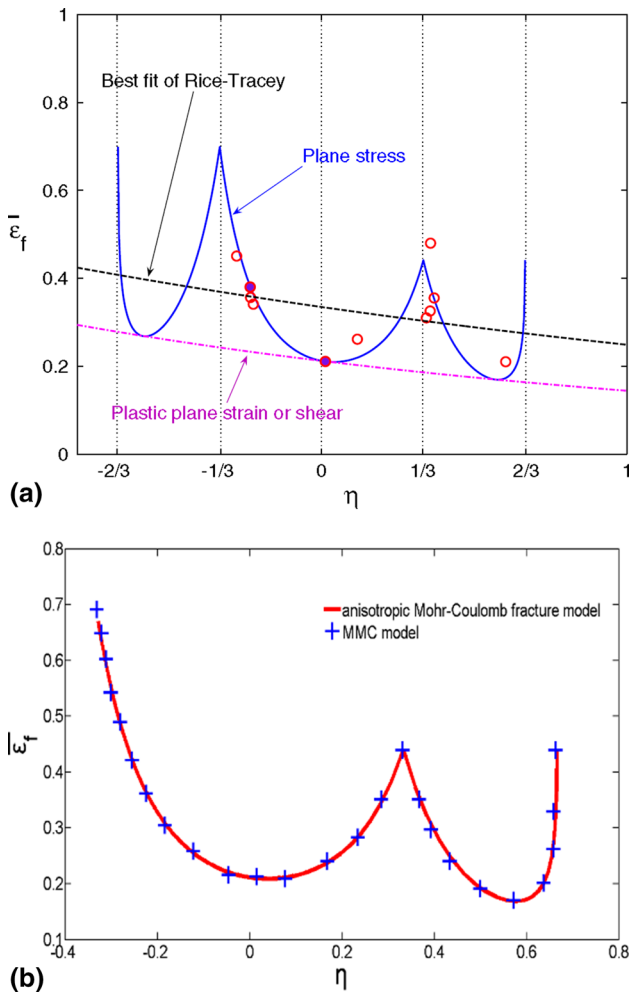 1
Best fit of Rice-Tracey
0.8
Plane stress
0.6
ε̄_f
0.4
0.2
Plastic plane strain or shear
0
-2/3
-1/3
0
1/3
2/3
1
(a)
η
0.8
0.7
anisotropic Mohr-Coulomb fracture model
0.6
MMC model
0.5
ε̄_f
0.4
0.3
0.2
0.1
-0.4
-0.2
0
0.2
0.4
0.6
0.8
(b)
η